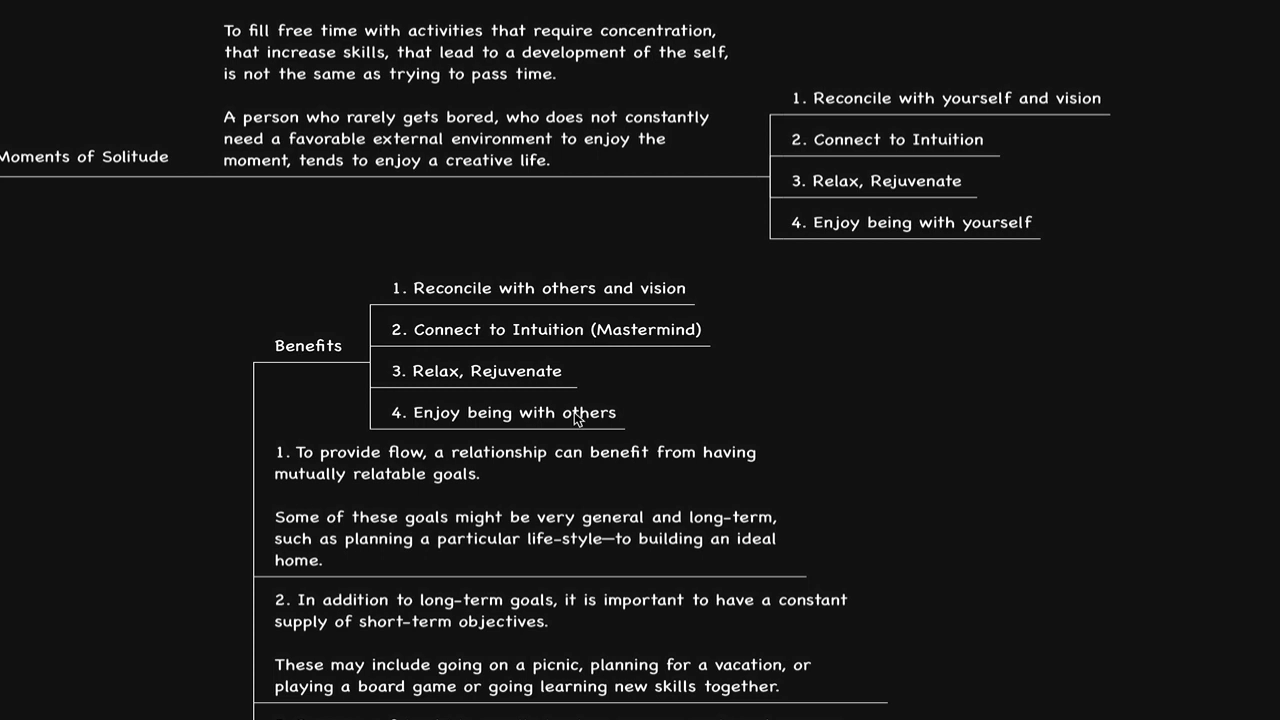 To fill free time with activities that require concentration,
that increase skills, that lead to a development of the self,
is not the same as trying to pass time.
A person who rarely gets bored, who does not constantly
need a favorable external environment to enjoy the
moment, tends to enjoy a creative life.
Moments of Solitude
1. Reconcile with yourself and vision
2. Connect to Intuition
3. Relax, Rejuvenate
4. Enjoy being with yourself
Benefits
1. Reconcile with others and vision
2. Connect to Intuition (Mastermind)
3. Relax, Rejuvenate
4. Enjoy being with others
1. To provide flow, a relationship can benefit from having
mutually relatable goals.
Some of these goals might be very general and long-term,
such as planning a particular life-style—to building an ideal
home.
2. In addition to long-term goals, it is important to have a constant
supply of short-term objectives.
These may include going on a picnic, planning for a vacation, or
playing a board game or going learning new skills together.